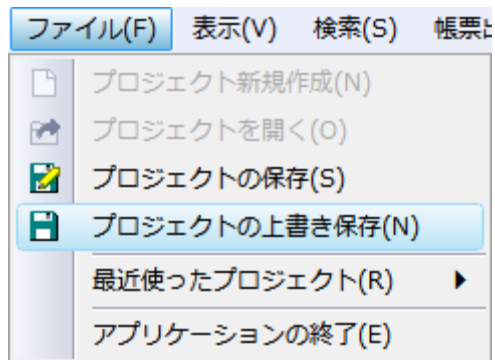 ファイル(F) 表示(V) 検索(S) 帳票
プロジェクト新規作成(N)
プロジェクトを開く(O)
プロジェクトの保存(S)
プロジェクトの上書き保存(N)
最近使ったプロジェクト(R)
アプリケーションの終了(E)